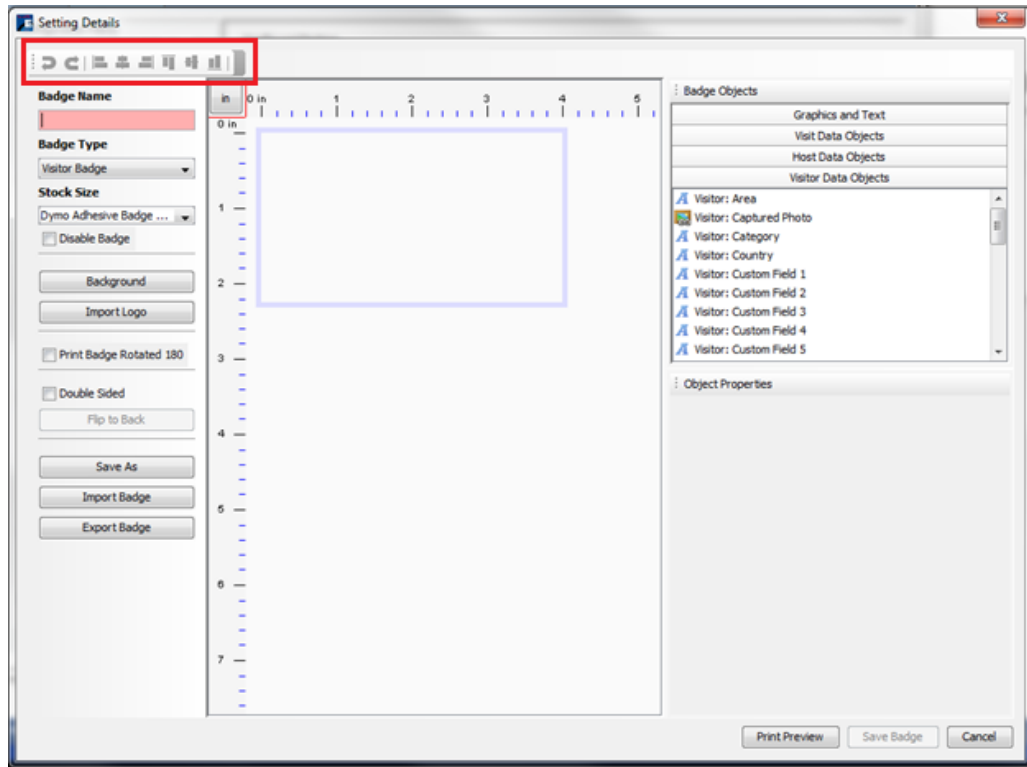 Setting Details
Badge Name
Badge Type
Visitor Badge
Stock Size
Dymo Adhesive Badge ...
Disable Badge
Background
Import Logo
Print Badge Rotated 180
Double Sided
Flip to Back
Save As
Import Badge
Export Badge
in
0 in 1 2 3 4 5
0 in
1
2
3
4
5
6
7
Badge Objects
Graphics and Text
Visit Data Objects
Host Data Objects
Visitor Data Objects
Visitor: Area
Visitor: Captured Photo
Visitor: Category
Visitor: Country
Visitor: Custom Field 1
Visitor: Custom Field 2
Visitor: Custom Field 3
Visitor: Custom Field 4
Visitor: Custom Field 5
Object Properties
Print Preview Save Badge Cancel